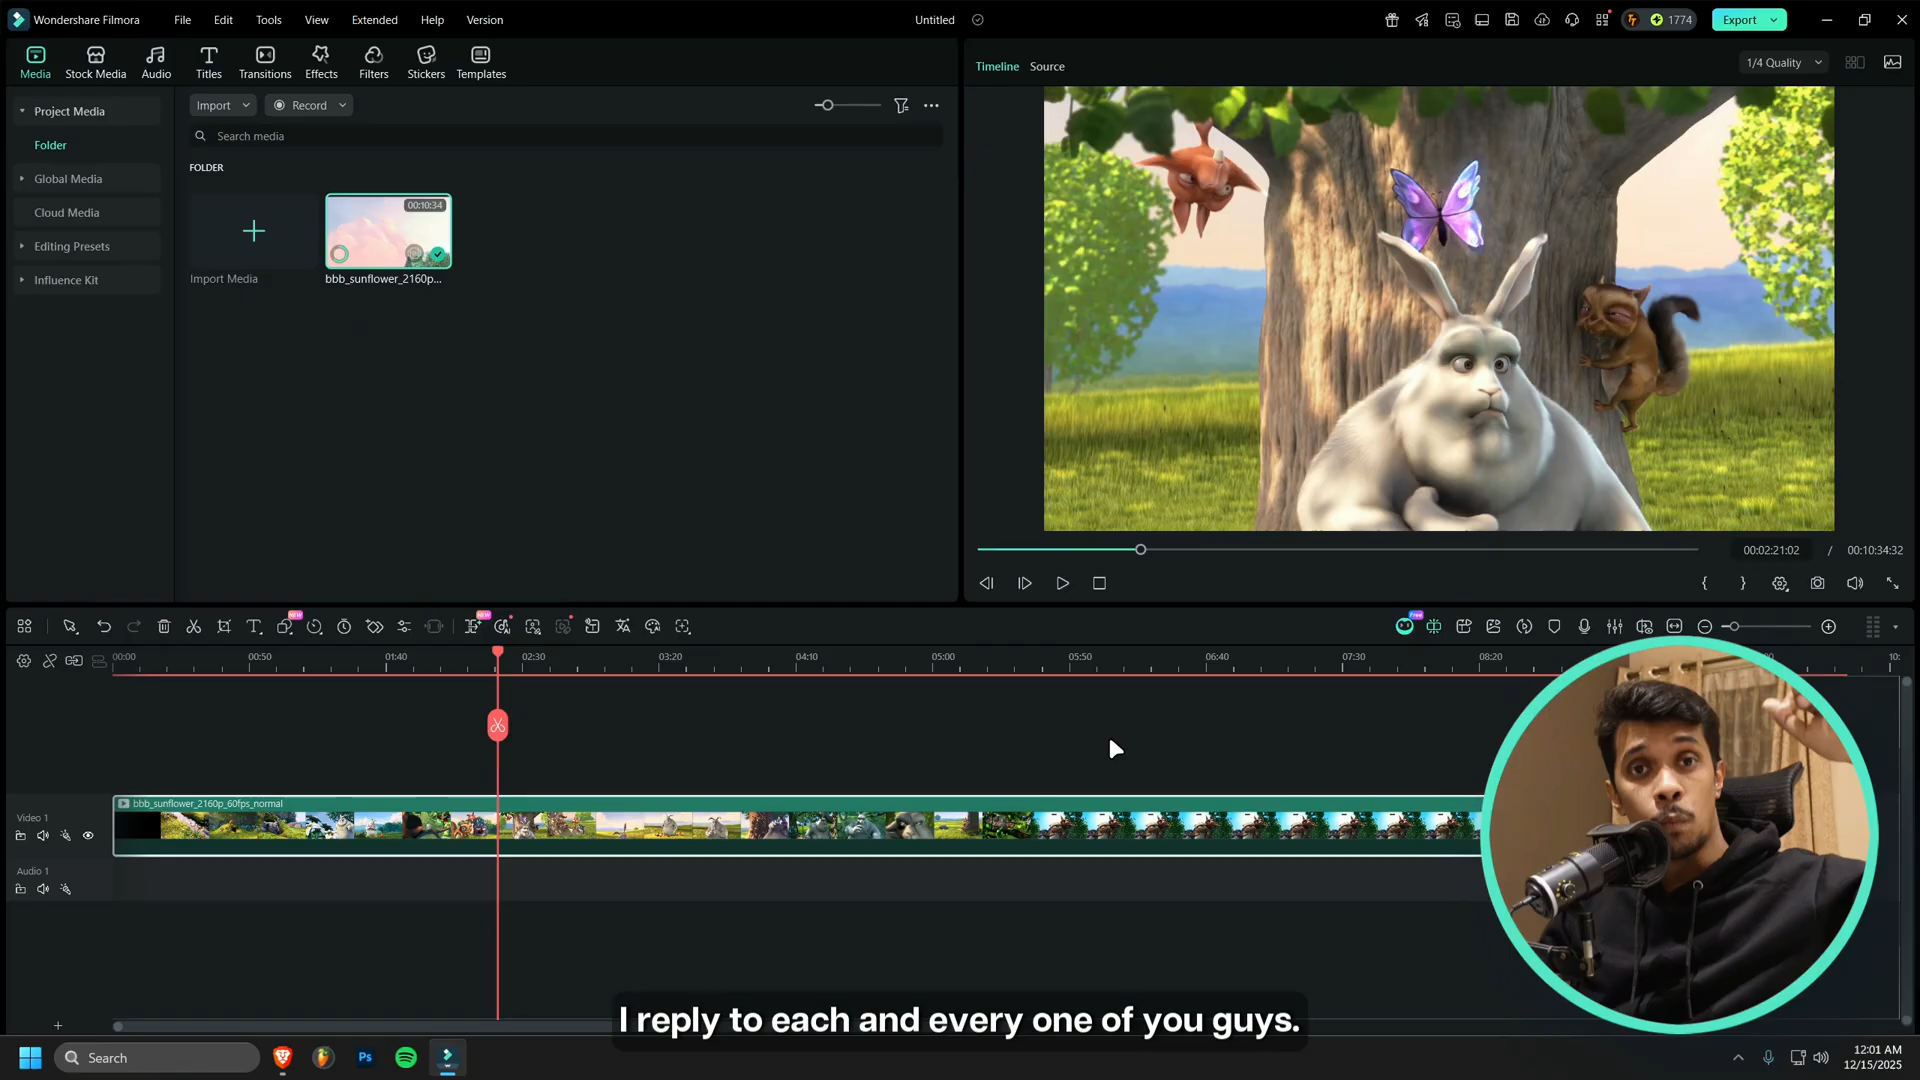 Wondershare Filmora
File
Edit
Tools
View
Extended
Help
Version
Untitled
1774
Export
Media
Stock Media
Audio
Titles
Transitions
Effects
Filters
Stickers
Templates
Timeline
Source
1/4 Quality
Project Media
Folder
Global Media
Cloud Media
Editing Presets
Influence Kit
Import
Record
Search media
FOLDER
00:10:34
Import Media
bbb_sunflower_2160p...
00:02:21:02 / 00:10:34:32
NEW
NEW
Free
00:00 00:50 01:40 02:30 03:20 04:10 05:00 05:50 06:40 07:30 08:20 10:
bbb_sunflower_2160p_60fps_normal
Video 1
Audio 1
I reply to each and every one of you guys.
Search
Ps
12:01 AM
12/15/2025